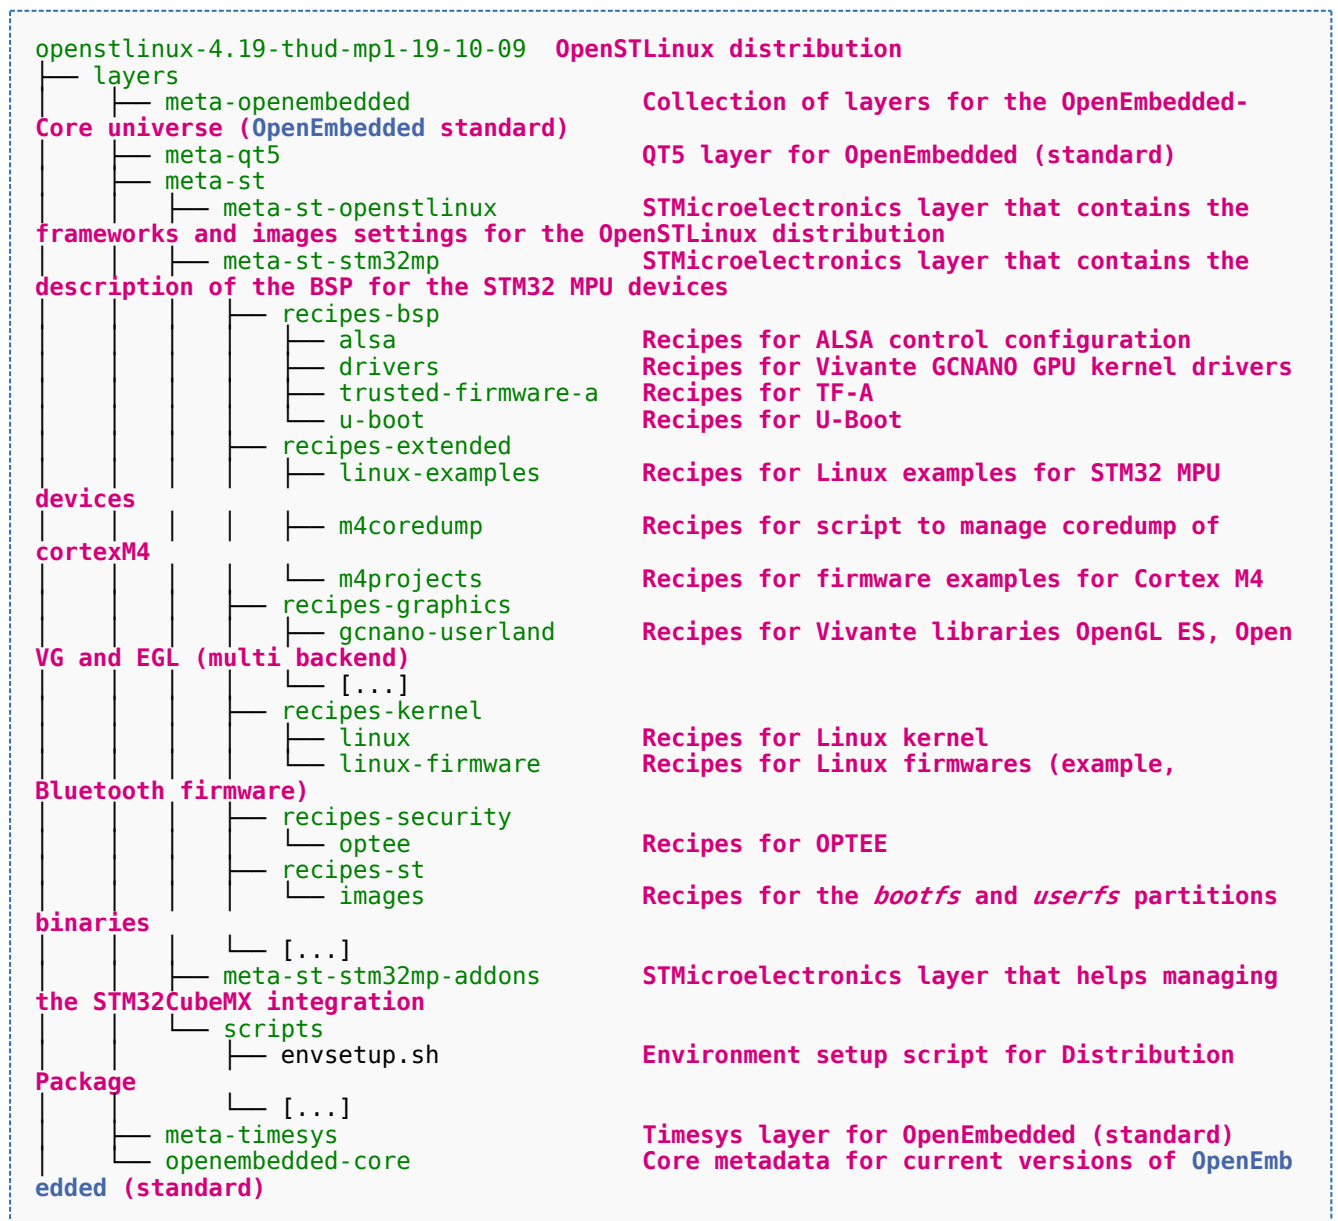 openstlinux-4.19-thud-mp1-19-10-09  OpenSTLinux distribution
├── layers
│    ├── meta-openembedded                Collection of layers for the OpenEmbedded-
Core universe (OpenEmbedded standard)
│    ├── meta-qt5                         QT5 layer for OpenEmbedded (standard)
│    ├── meta-st
│    │   ├── meta-st-openstlinux          STMicroelectronics layer that contains the
frameworks and images settings for the OpenSTLinux distribution
│    │   ├── meta-st-stm32mp              STMicroelectronics layer that contains the
description of the BSP for the STM32 MPU devices
│    │   │   ├── recipes-bsp
│    │   │   │   ├── alsa                 Recipes for ALSA control configuration
│    │   │   │   ├── drivers              Recipes for Vivante GCNANO GPU kernel drivers
│    │   │   │   ├── trusted-firmware-a   Recipes for TF-A
│    │   │   │   └── u-boot               Recipes for U-Boot
│    │   │   ├── recipes-extended
│    │   │   │   ├── linux-examples       Recipes for Linux examples for STM32 MPU
devices
│    │   │   │   ├── m4coredump           Recipes for script to manage coredump of
cortexM4
│    │   │   │   └── m4projects           Recipes for firmware examples for Cortex M4
│    │   │   ├── recipes-graphics
│    │   │   │   ├── gcnano-userland      Recipes for Vivante libraries OpenGL ES, Open
VG and EGL (multi backend)
│    │   │   │   └── [...]
│    │   │   ├── recipes-kernel
│    │   │   │   ├── linux                Recipes for Linux kernel
│    │   │   │   └── linux-firmware       Recipes for Linux firmwares (example,
Bluetooth firmware)
│    │   │   ├── recipes-security
│    │   │   │   └── optee                Recipes for OPTEE
│    │   │   ├── recipes-st
│    │   │   │   └── images               Recipes for the bootfs and userfs partitions
binaries
│    │   │   └── [...]
│    │   ├── meta-st-stm32mp-addons       STMicroelectronics layer that helps managing
the STM32CubeMX integration
│    │   └── scripts
│    │       ├── envsetup.sh              Environment setup script for Distribution
Package
│    │       └── [...]
│    ├── meta-timesys                     Timesys layer for OpenEmbedded (standard)
│    └── openembedded-core                Core metadata for current versions of OpenEmb
edded (standard)